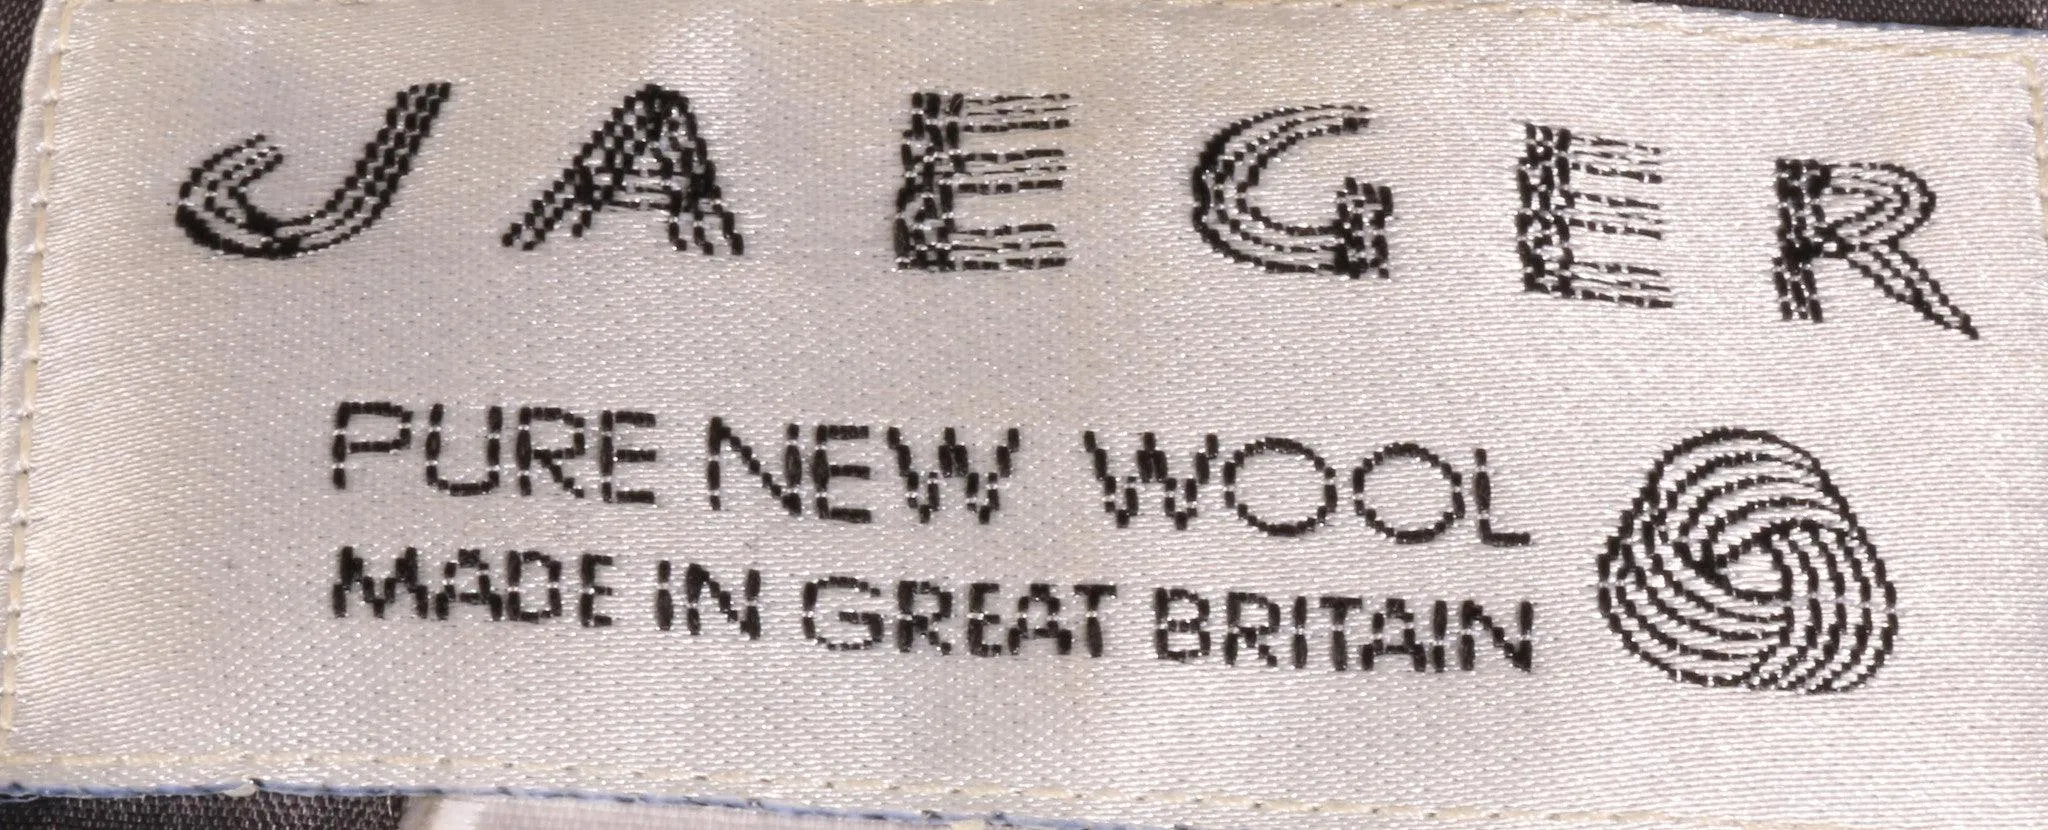 JAEGER
PURE NEW WOOL
MADE IN GREAT BRITAIN